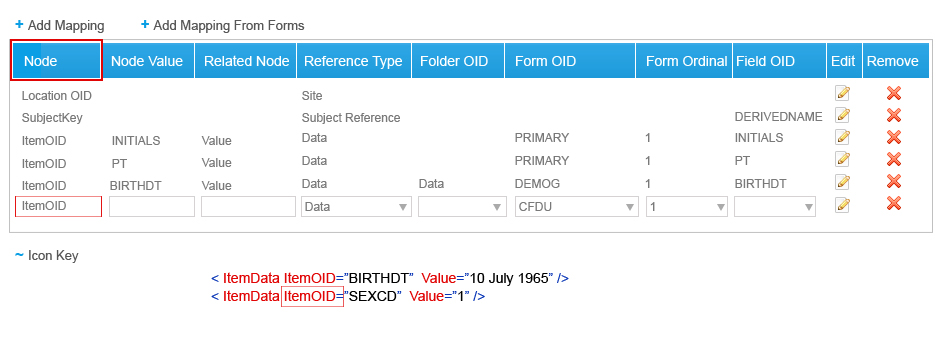 + Add Mapping + Add Mapping From Forms
Node Node Value Related Node Reference Type Folder OID Form OID Form Ordinal Field OID Edit Remove
Location OID Site
SubjectKey Subject Reference DERIVEDNAME
ItemOID INITIALS Value Data PRIMARY 1 INITIALS
ItemOID PT Value Data PRIMARY 1 PT
ItemOID BIRTHDT Value Data Data DEMOG 1 BIRTHDT
ItemOID Data CFDU 1
~ Icon Key
< ItemData ItemOID="BIRTHDT" Value="10 July 1965" />
< ItemData ItemOID="SEXCD" Value="1" />